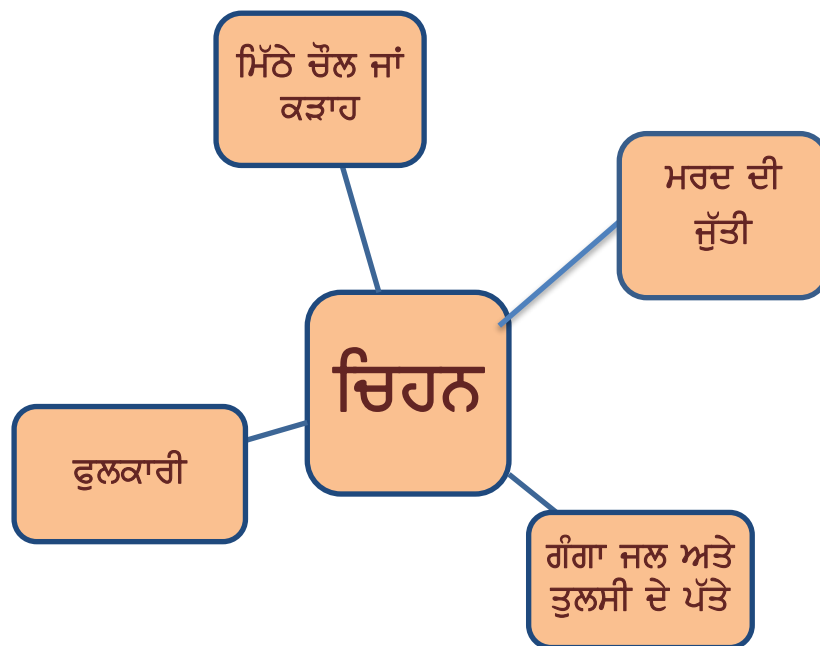 ਮਿੱਠੇ ਚੌਲ ਜਾਂ
ਕੜਾਹ
ਮਰਦ ਦੀ
ਜੁੱਤੀ
ਚਿਹਨ
ਫੁਲਕਾਰੀ
ਗੰਗਾ ਜਲ ਅਤੇ
ਤੁਲਸੀ ਦੇ ਪੱਤੇ